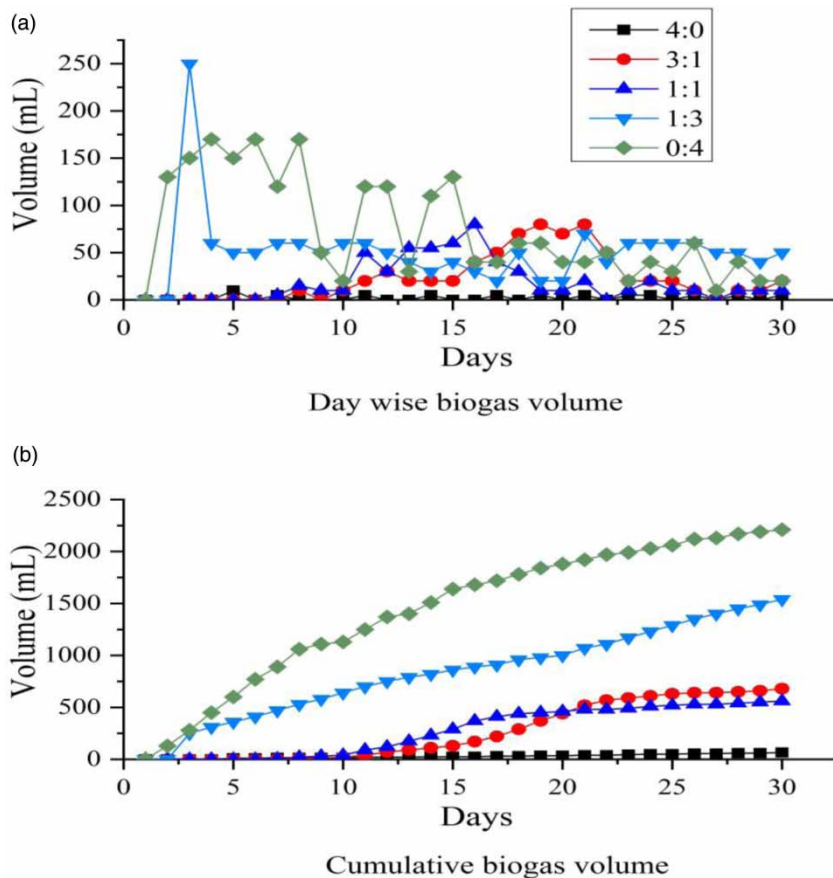 (a)
4:0
3:1
1:1
1:3
0:4
250
200
150
100
50
0
Volume (mL)
0 5 10 15 20 25 30
Days
Day wise biogas volume
(b)
2500
2000
1500
1000
500
0
Volume (mL)
0 5 10 15 20 25 30
Days
Cumulative biogas volume